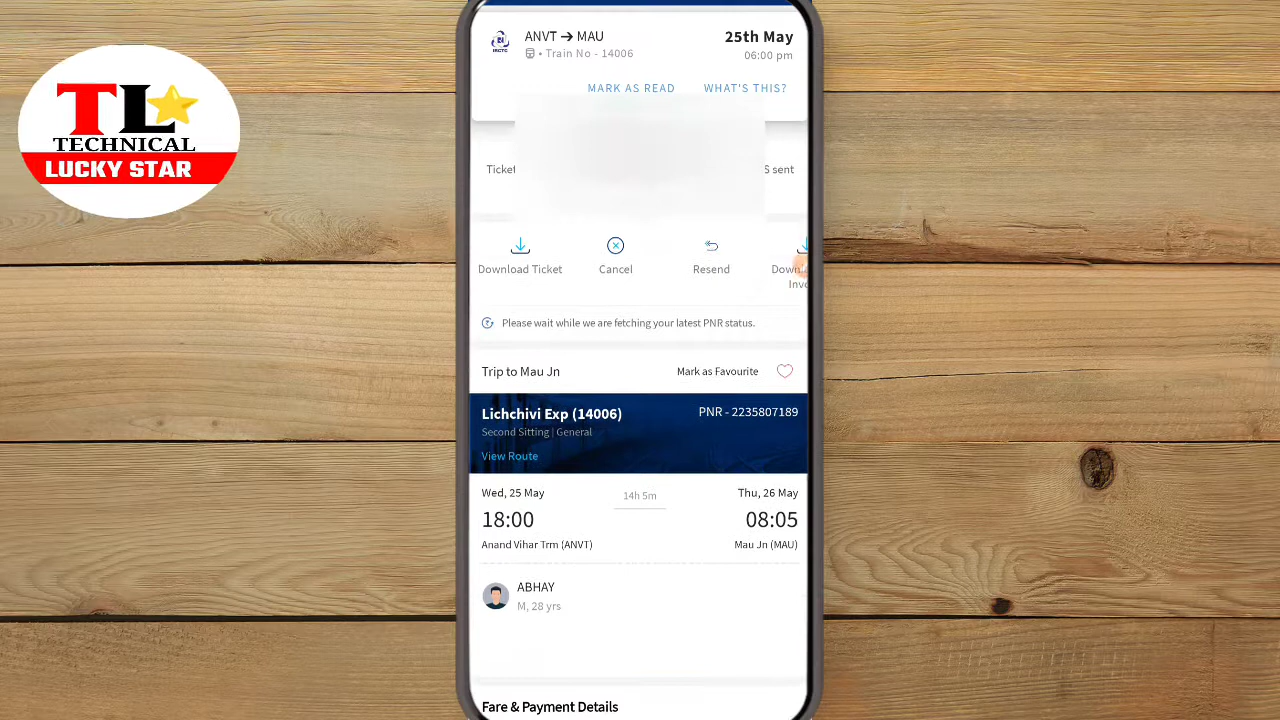 TL
TECHNICAL
LUCKY STAR
IRCTC
ANVT → MAU
25th May
• Train No - 14006
06:00 pm
MARK AS READ
WHAT'S THIS?
Ticket
S sent
Download Ticket
Cancel
Resend
Down
Invo
Please wait while we are fetching your latest PNR status.
Trip to Mau Jn
Mark as Favourite
Lichchivi Exp (14006)
PNR - 2235807189
Second Sitting | General
View Route
Wed, 25 May
14h 5m
Thu, 26 May
18:00
08:05
Anand Vihar Trm (ANVT)
Mau Jn (MAU)
ABHAY
M, 28 yrs
Fare & Payment Details